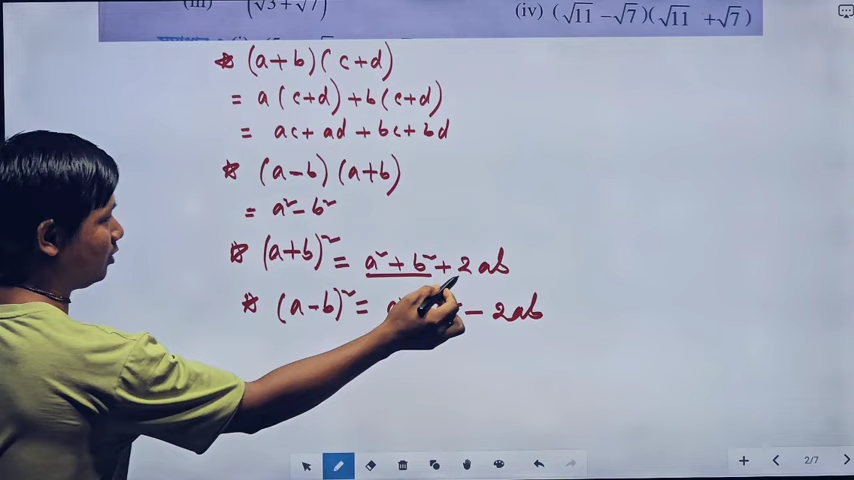 (iii) (√3+√7)
(iv) (√11 −√7)(√11 +√7)
* (a+b)(c+d)
= a(c+d)+b(c+d)
= ac+ad+bc+bd
* (a−b)(a+b)
= a²−b²
* (a+b)² = a²+b²+2ab
* (a−b)² = − 2ab
2/7